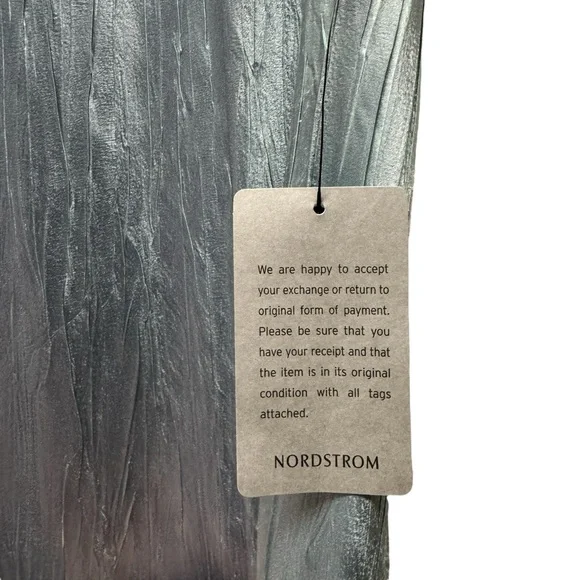 We are happy to accept
your exchange or return to
original form of payment.
Please be sure that you
have your receipt and that
the item is in its original
condition with all tags
attached.
NORDSTROM